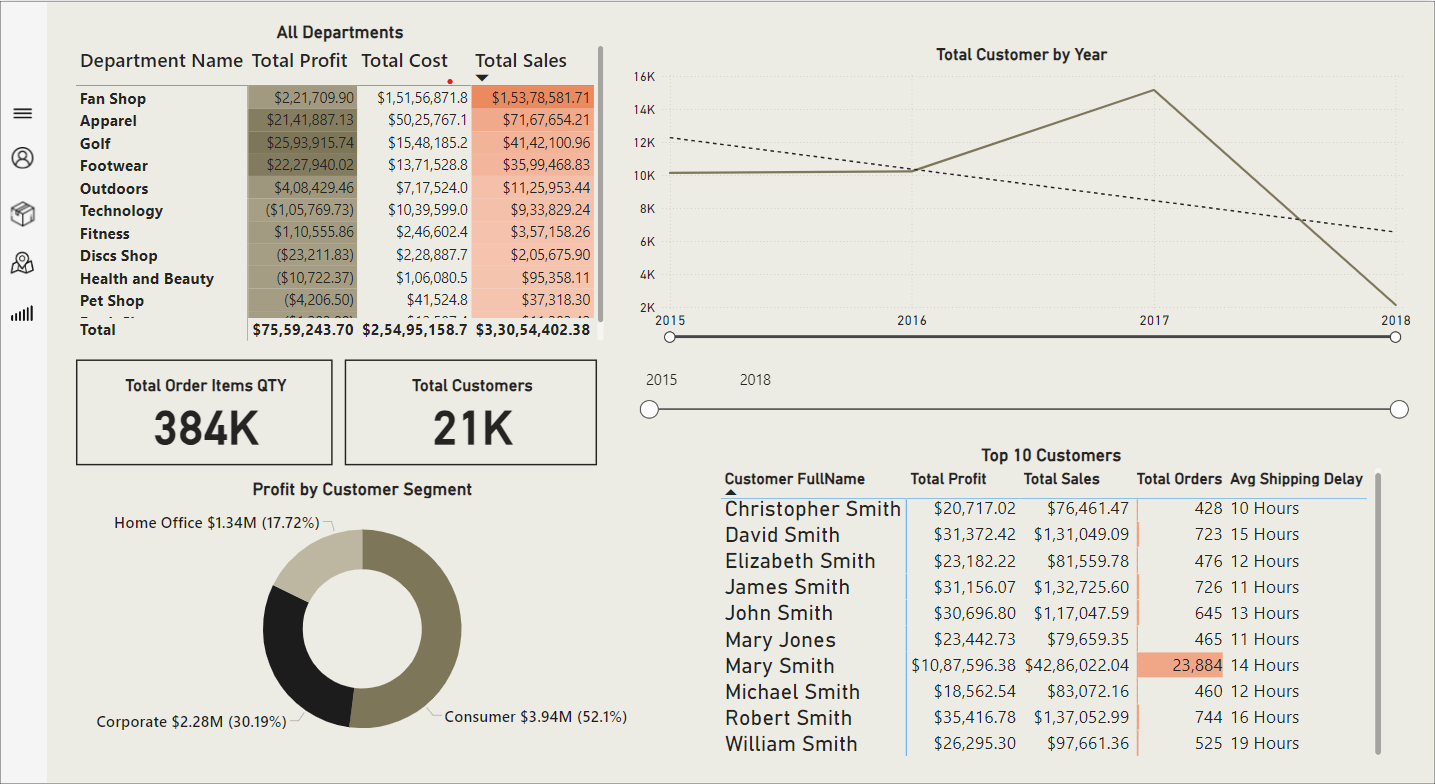 All Departments
Department Name Total Profit Total Cost Total Sales
Fan Shop $2,21,709.90 $1,51,56,871.8 $1,53,78,581.71
Apparel $21,41,887.13 $50,25,767.1 $71,67,654.21
Golf $25,93,915.74 $15,48,185.2 $41,42,100.96
Footwear $22,27,940.02 $13,71,528.8 $35,99,468.83
Outdoors $4,08,429.46 $7,17,524.0 $11,25,953.44
Technology ($1,05,769.73) $10,39,599.0 $9,33,829.24
Fitness $1,10,555.86 $2,46,602.4 $3,57,158.26
Discs Shop ($23,211.83) $2,28,887.7 $2,05,675.90
Health and Beauty ($10,722.37) $1,06,080.5 $95,358.11
Pet Shop ($4,206.50) $41,524.8 $37,318.30
Total $75,59,243.70 $2,54,95,158.7 $3,30,54,402.38
Total Customer by Year
16K
14K
12K
10K
8K
6K
4K
2K
2015 2016 2017 2018
2015 2018
Total Order Items QTY
384K
Total Customers
21K
Profit by Customer Segment
Home Office $1.34M (17.72%)
Corporate $2.28M (30.19%)
Consumer $3.94M (52.1%)
Top 10 Customers
Customer FullName Total Profit Total Sales Total Orders Avg Shipping Delay
Christopher Smith $20,717.02 $76,461.47 428 10 Hours
David Smith $31,372.42 $1,31,049.09 723 15 Hours
Elizabeth Smith $23,182.22 $81,559.78 476 12 Hours
James Smith $31,156.07 $1,32,725.60 726 11 Hours
John Smith $30,696.80 $1,17,047.59 645 13 Hours
Mary Jones $23,442.73 $79,659.35 465 11 Hours
Mary Smith $10,87,596.38 $42,86,022.04 23,884 14 Hours
Michael Smith $18,562.54 $83,072.16 460 12 Hours
Robert Smith $35,416.78 $1,37,052.99 744 16 Hours
William Smith $26,295.30 $97,661.36 525 19 Hours